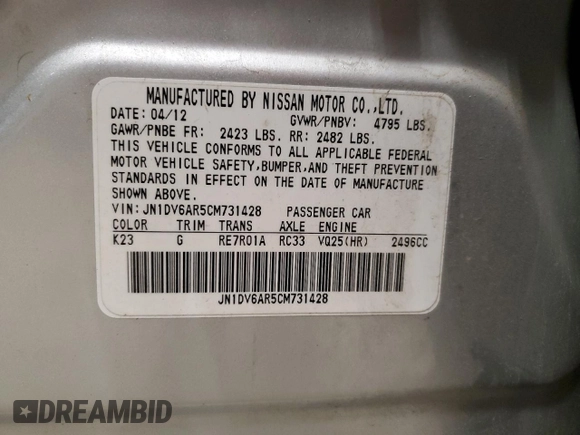 MANUFACTURED BY NISSAN MOTOR CO.,LTD.
DATE: 04/12 GVWR/PNBV: 4795 LBS.
GAWR/PNBE FR: 2423 LBS. RR: 2482 LBS.
THIS VEHICLE CONFORMS TO ALL APPLICABLE FEDERAL
MOTOR VEHICLE SAFETY,BUMPER,AND THEFT PREVENTION
STANDARDS IN EFFECT ON THE DATE OF MANUFACTURE
SHOWN ABOVE.
VIN: JN1DV6AR5CM731428 PASSENGER CAR
COLOR TRIM TRANS AXLE ENGINE
K23 G RE7R01A RC33 VQ25(HR) 2496CC
JN1DV6AR5CM731428
DREAMBID